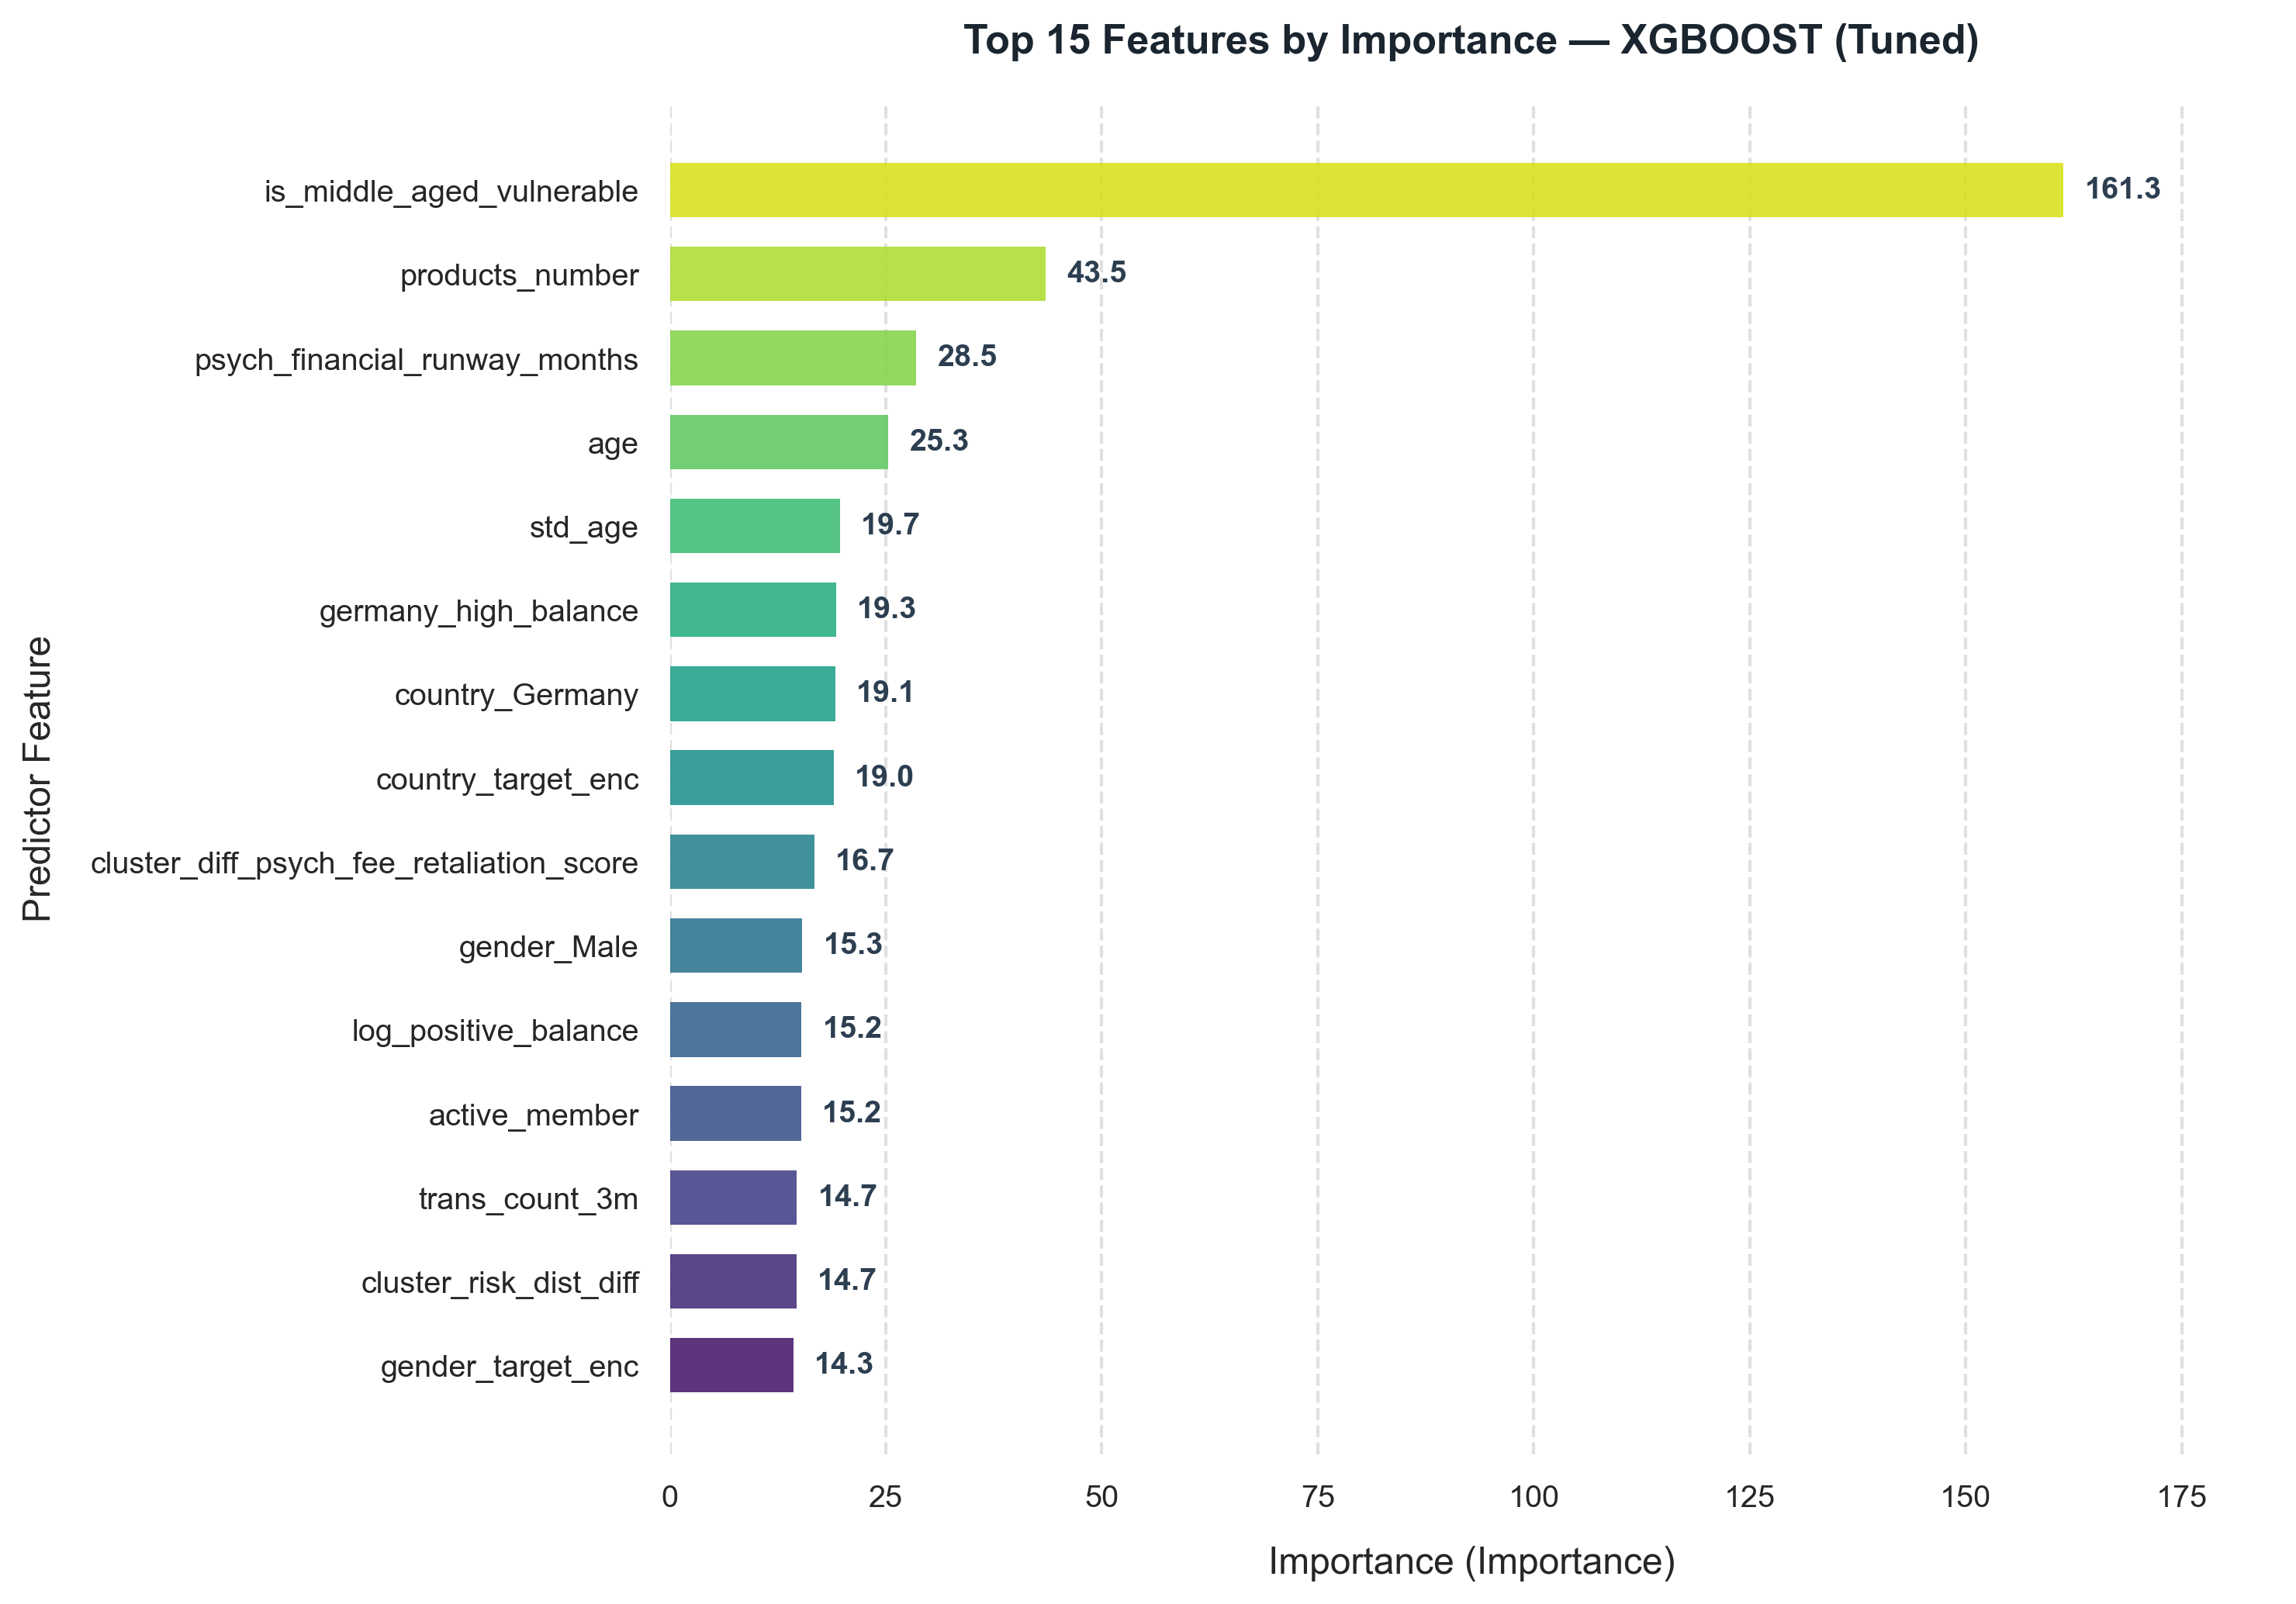 Top 15 Features by Importance — XGBOOST (Tuned)
is_middle_aged_vulnerable 161.3
products_number 43.5
psych_financial_runway_months 28.5
age 25.3
std_age 19.7
germany_high_balance 19.3
country_Germany 19.1
country_target_enc 19.0
cluster_diff_psych_fee_retaliation_score 16.7
gender_Male 15.3
log_positive_balance 15.2
active_member 15.2
trans_count_3m 14.7
cluster_risk_dist_diff 14.7
gender_target_enc 14.3
Predictor Feature
0 25 50 75 100 125 150 175
Importance (Importance)